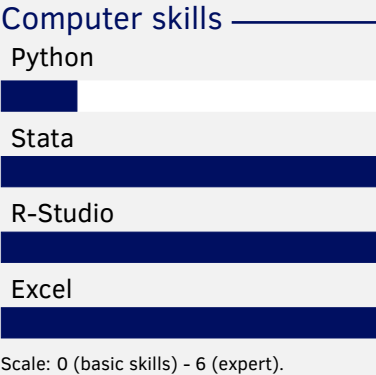 Computer skills
Python
Stata
R-Studio
Excel
Scale: 0 (basic skills) - 6 (expert).